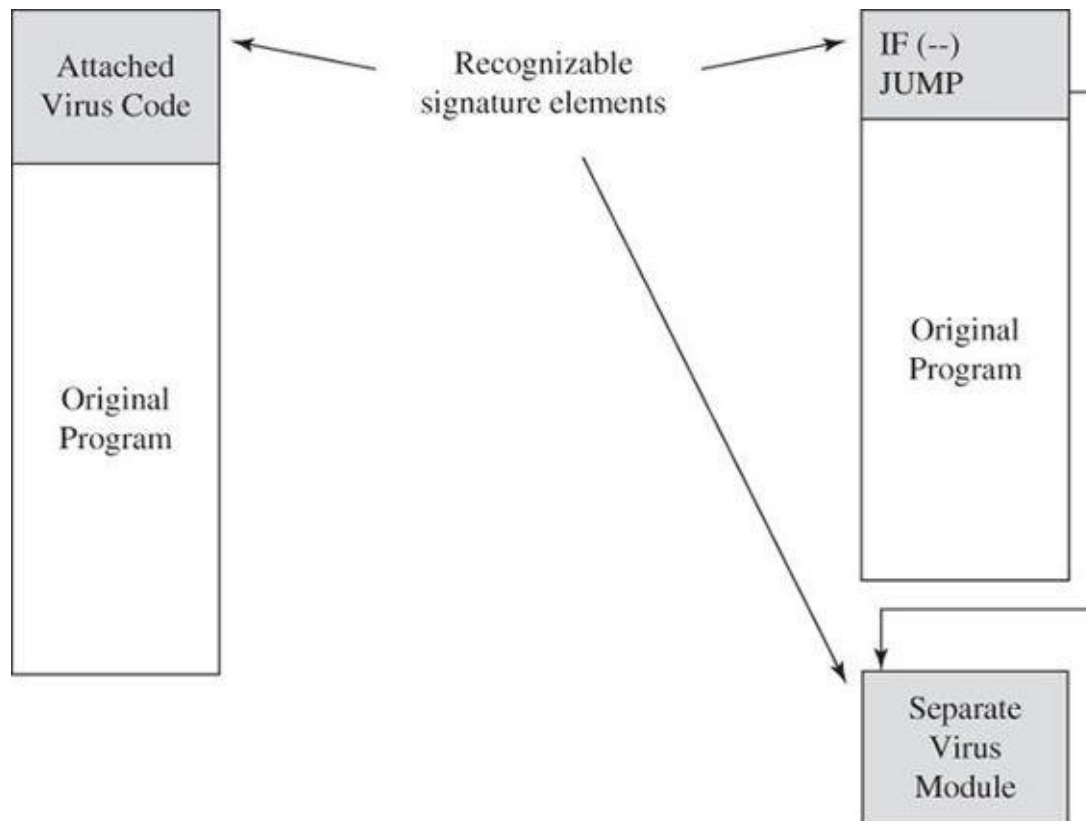 Attached
Virus Code
Original
Program
Recognizable
signature elements
IF (--)
JUMP
Original
Program
Separate
Virus
Module